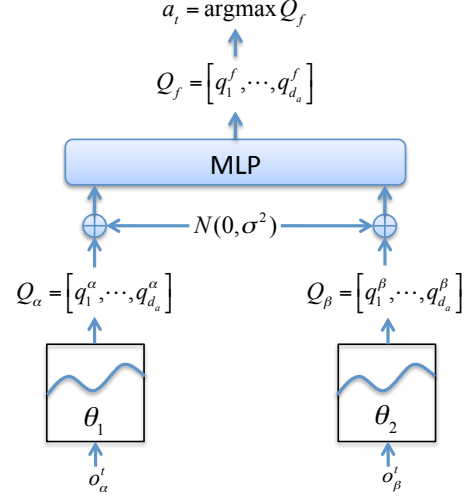 a_t = argmax Q_f
Q_f = [q_1^f, ⋯, q_{d_a}^f]
MLP
N(0, σ^2)
Q_α = [q_1^α, ⋯, q_{d_a}^α] Q_β = [q_1^β, ⋯, q_{d_a}^β]
θ_1 θ_2
o_α^t o_β^t